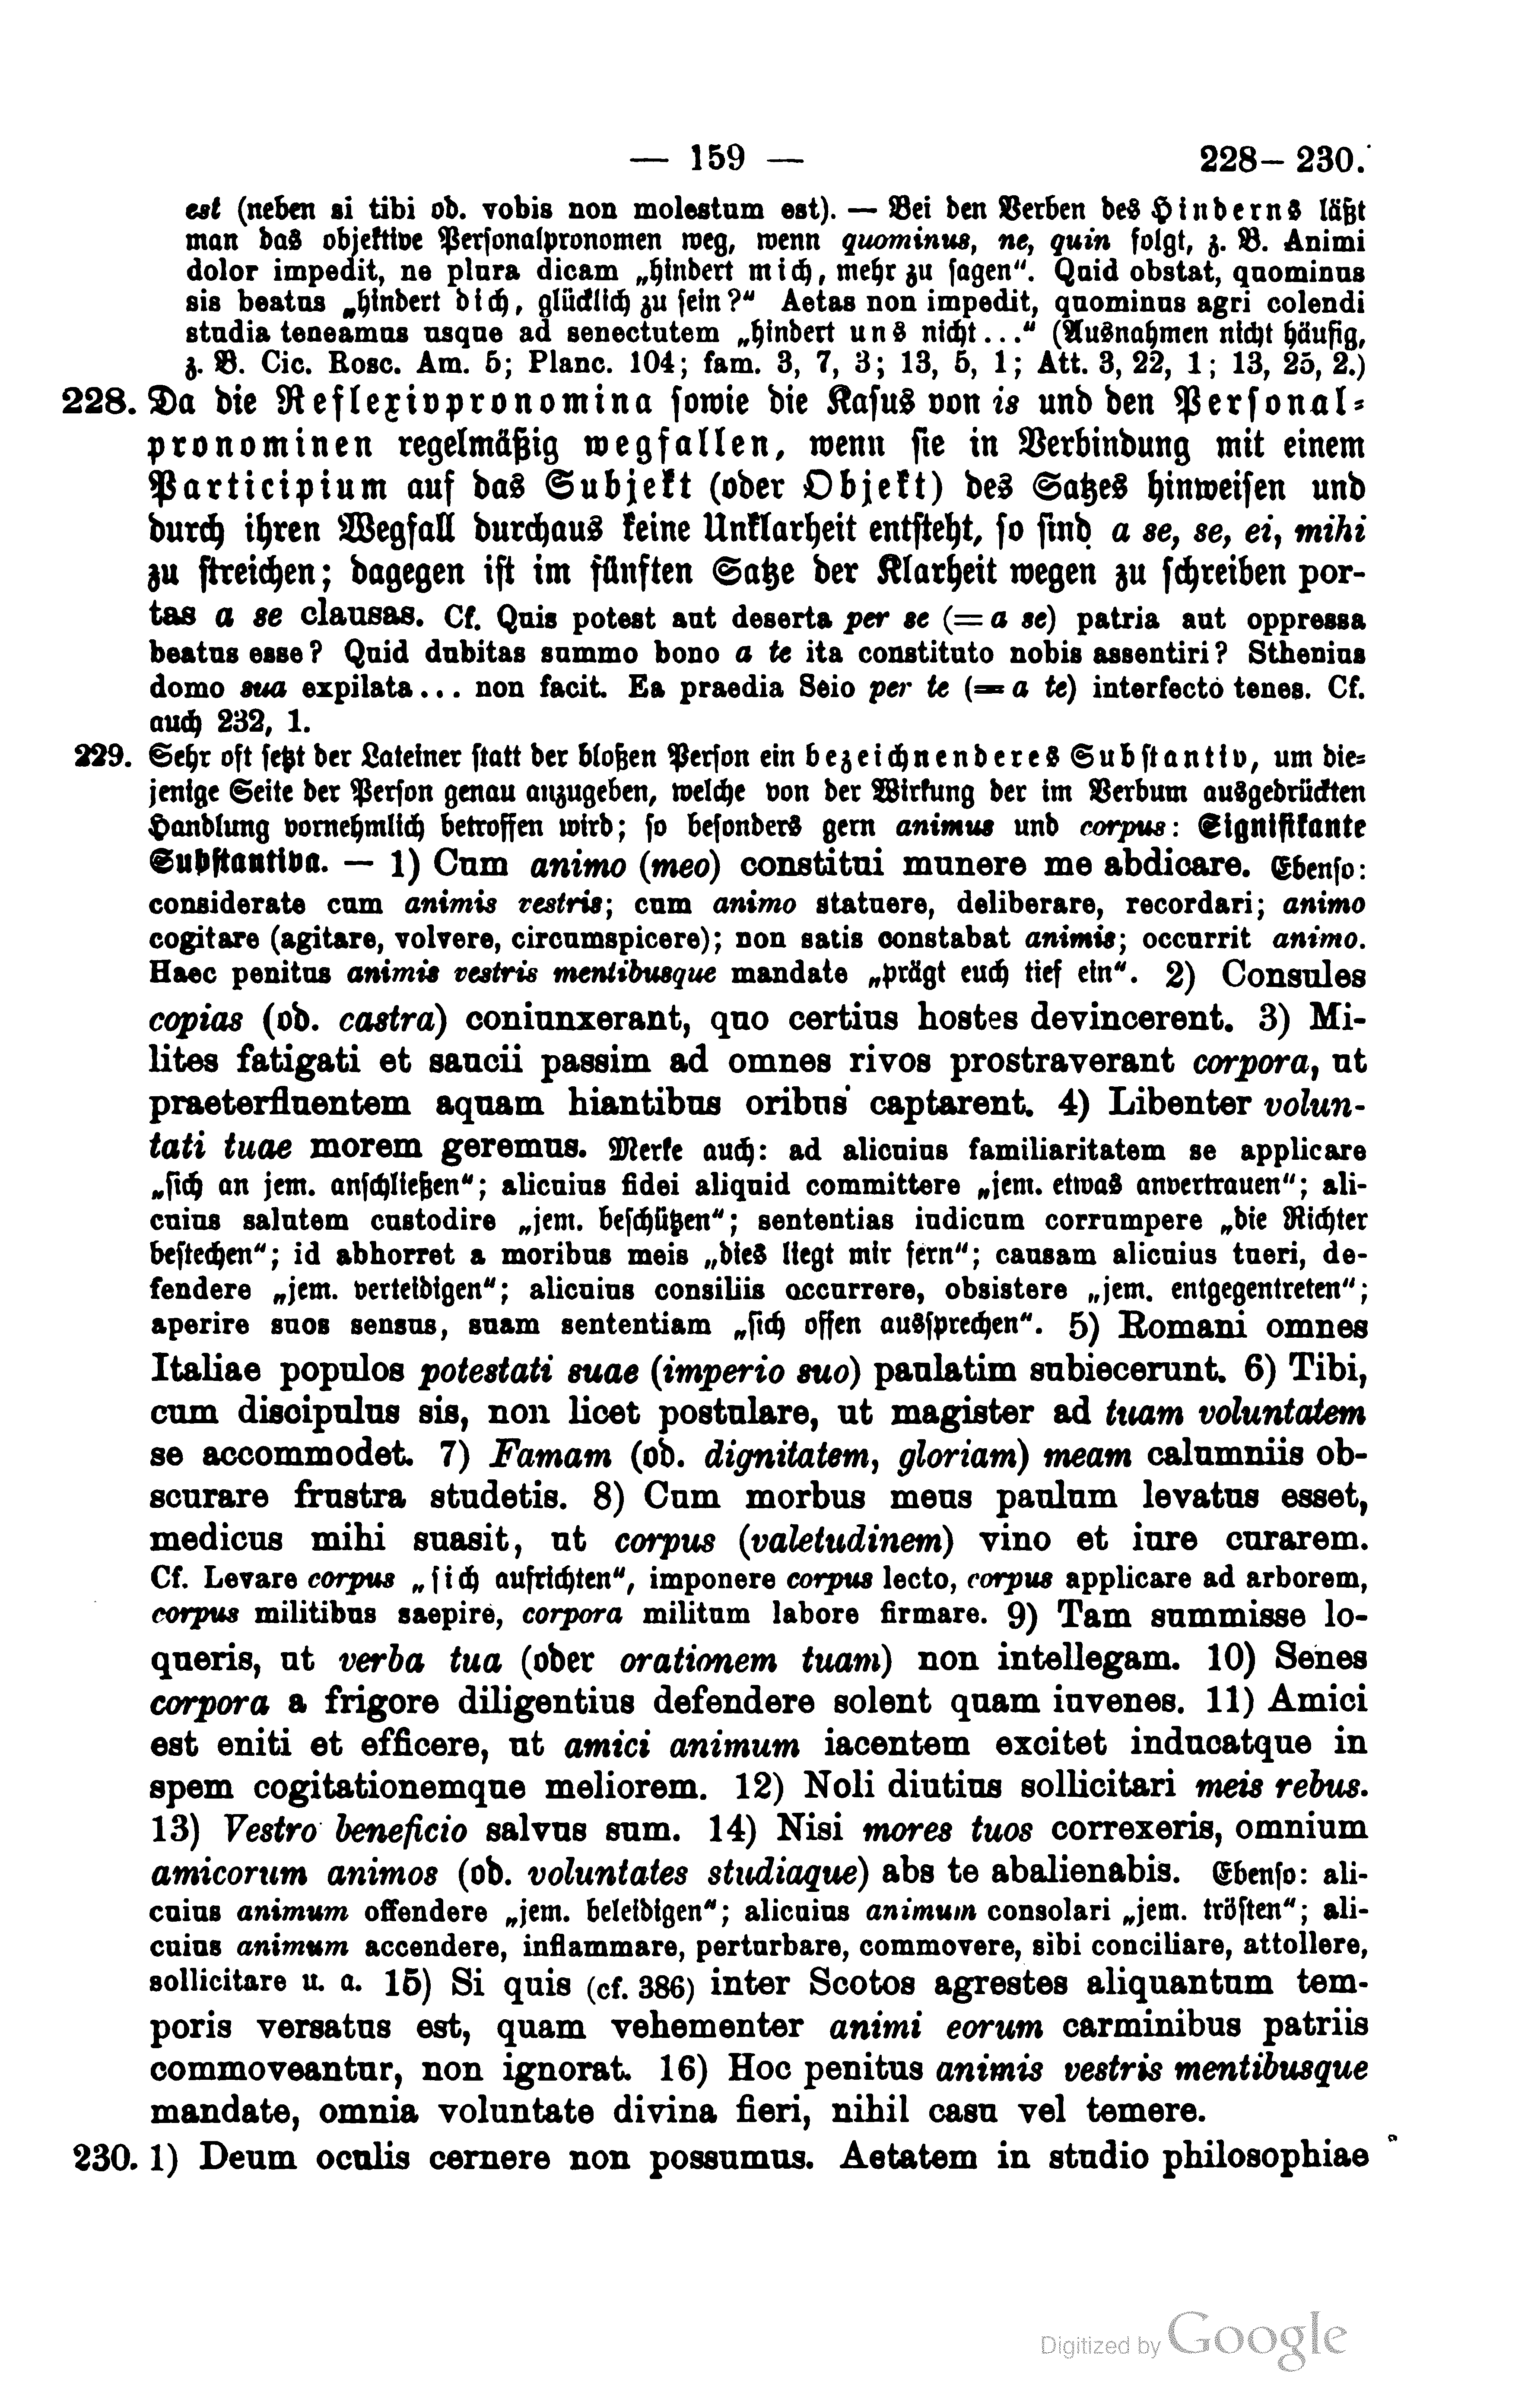 — 159 — 228–230.
est (neben si tibi ob. vobis non molestum est). — Bei den Verben des Hinderns läßt
man das objektive Personalpronomen weg, wenn quominus, ne, quin folgt, z. B. Animi
dolor impedit, ne plura dicam „hindert mich, mehr zu sagen“. Quid obstat, quominus
sis beatus „hindert dich, glücklich zu sein?“ Aetas non impedit, quominus agri colendi
studia teneamus usque ad senectutem „hindert uns nicht...“ (Ausnahmen nicht häufig,
z. B. Cic. Rosc. Am. 5; Planc. 104; fam. 3, 7, 3; 13, 5, 1; Att. 3, 22, 1; 13, 25, 2.)
228. Da die Reflexivpronomina sowie die Kasus von is und den Personal-
pronominen regelmäßig wegfallen, wenn sie in Verbindung mit einem
Participium auf das Subjekt (oder Objekt) des Satzes hinweisen und
durch ihren Wegfall durchaus keine Unklarheit entsteht, so sind a se, se, ei, mihi
zu streichen; dagegen ist im fünften Satze der Klarheit wegen zu schreiben por-
tas a se clausas. Cf. Quis potest aut deserta per se (= a se) patria aut oppressa
beatus esse? Quid dubitas summo bono a te ita constituto nobis assentiri? Sthenius
domo sua expilata... non facit. Ea praedia Seio per te (= a te) interfecto tenes. Cf.
auch 232, 1.
229. Sehr oft setzt der Lateiner statt der bloßen Person ein bezeichnenderes Substantiv, um die-
jenige Seite der Person genau anzugeben, welche von der Wirkung der im Verbum ausgedrückten
Handlung vornehmlich betroffen wird; so besonders gern animus und corpus: Signifikante
Substantiva. — 1) Cum animo (meo) constitui munere me abdicare. Ebenso:
considerate cum animis vestris; cum animo statuere, deliberare, recordari; animo
cogitare (agitare, volvere, circumspicere); non satis constabat animis; occurrit animo.
Haec penitus animis vestris mentibusque mandate „prägt euch tief ein“. 2) Consules
copias (ob. castra) coniunxerant, quo certius hostes devincerent. 3) Mi-
lites fatigati et saucii passim ad omnes rivos prostraverant corpora, ut
praeterfluentem aquam hiantibus oribus captarent. 4) Libenter volun-
tati tuae morem geremus. Merke auch: ad alicuius familiaritatem se applicare
„sich an jem. anschließen“; alicuius fidei aliquid committere „jem. etwas anvertrauen“; ali-
cuius salutem custodire „jem. beschützen“; sententias iudicum corrumpere „die Richter
bestechen“; id abhorret a moribus meis „dies liegt mir fern“; causam alicuius tueri, de-
fendere „jem. verteidigen“; alicuius consiliis occurrere, obsistere „jem. entgegentreten“;
aperire suos sensus, suam sententiam „sich offen aussprechen“. 5) Romani omnes
Italiae populos potestati suae (imperio suo) paulatim subiecerunt. 6) Tibi,
cum discipulus sis, non licet postulare, ut magister ad tuam voluntatem
se accommodet. 7) Famam (ob. dignitatem, gloriam) meam calumniis ob-
scurare frustra studetis. 8) Cum morbus meus paulum levatus esset,
medicus mihi suasit, ut corpus (valetudinem) vino et iure curarem.
Cf. Levare corpus „sich aufrichten“, imponere corpus lecto, corpus applicare ad arborem,
corpus militibus saepire, corpora militum labore firmare. 9) Tam summisse lo-
queris, ut verba tua (oder orationem tuam) non intellegam. 10) Senes
corpora a frigore diligentius defendere solent quam iuvenes. 11) Amici
est eniti et efficere, ut amici animum iacentem excitet inducatque in
spem cogitationemque meliorem. 12) Noli diutius sollicitari meis rebus.
13) Vestro beneficio salvus sum. 14) Nisi mores tuos correxeris, omnium
amicorum animos (ob. voluntates studiaque) abs te abalienabis. Ebenso: ali-
cuius animum offendere „jem. beleidigen“; alicuius animum consolari „jem. trösten“; ali-
cuius animum accendere, inflammare, perturbare, commovere, sibi conciliare, attollere,
sollicitare u. a. 15) Si quis (cf. 386) inter Scotos agrestes aliquantum tem-
poris versatus est, quam vehementer animi eorum carminibus patriis
commoveantur, non ignorat. 16) Hoc penitus animis vestris mentibusque
mandate, omnia voluntate divina fieri, nihil casu vel temere.
230. 1) Deum oculis cernere non possumus. Aetatem in studio philosophiae
Digitized by Google